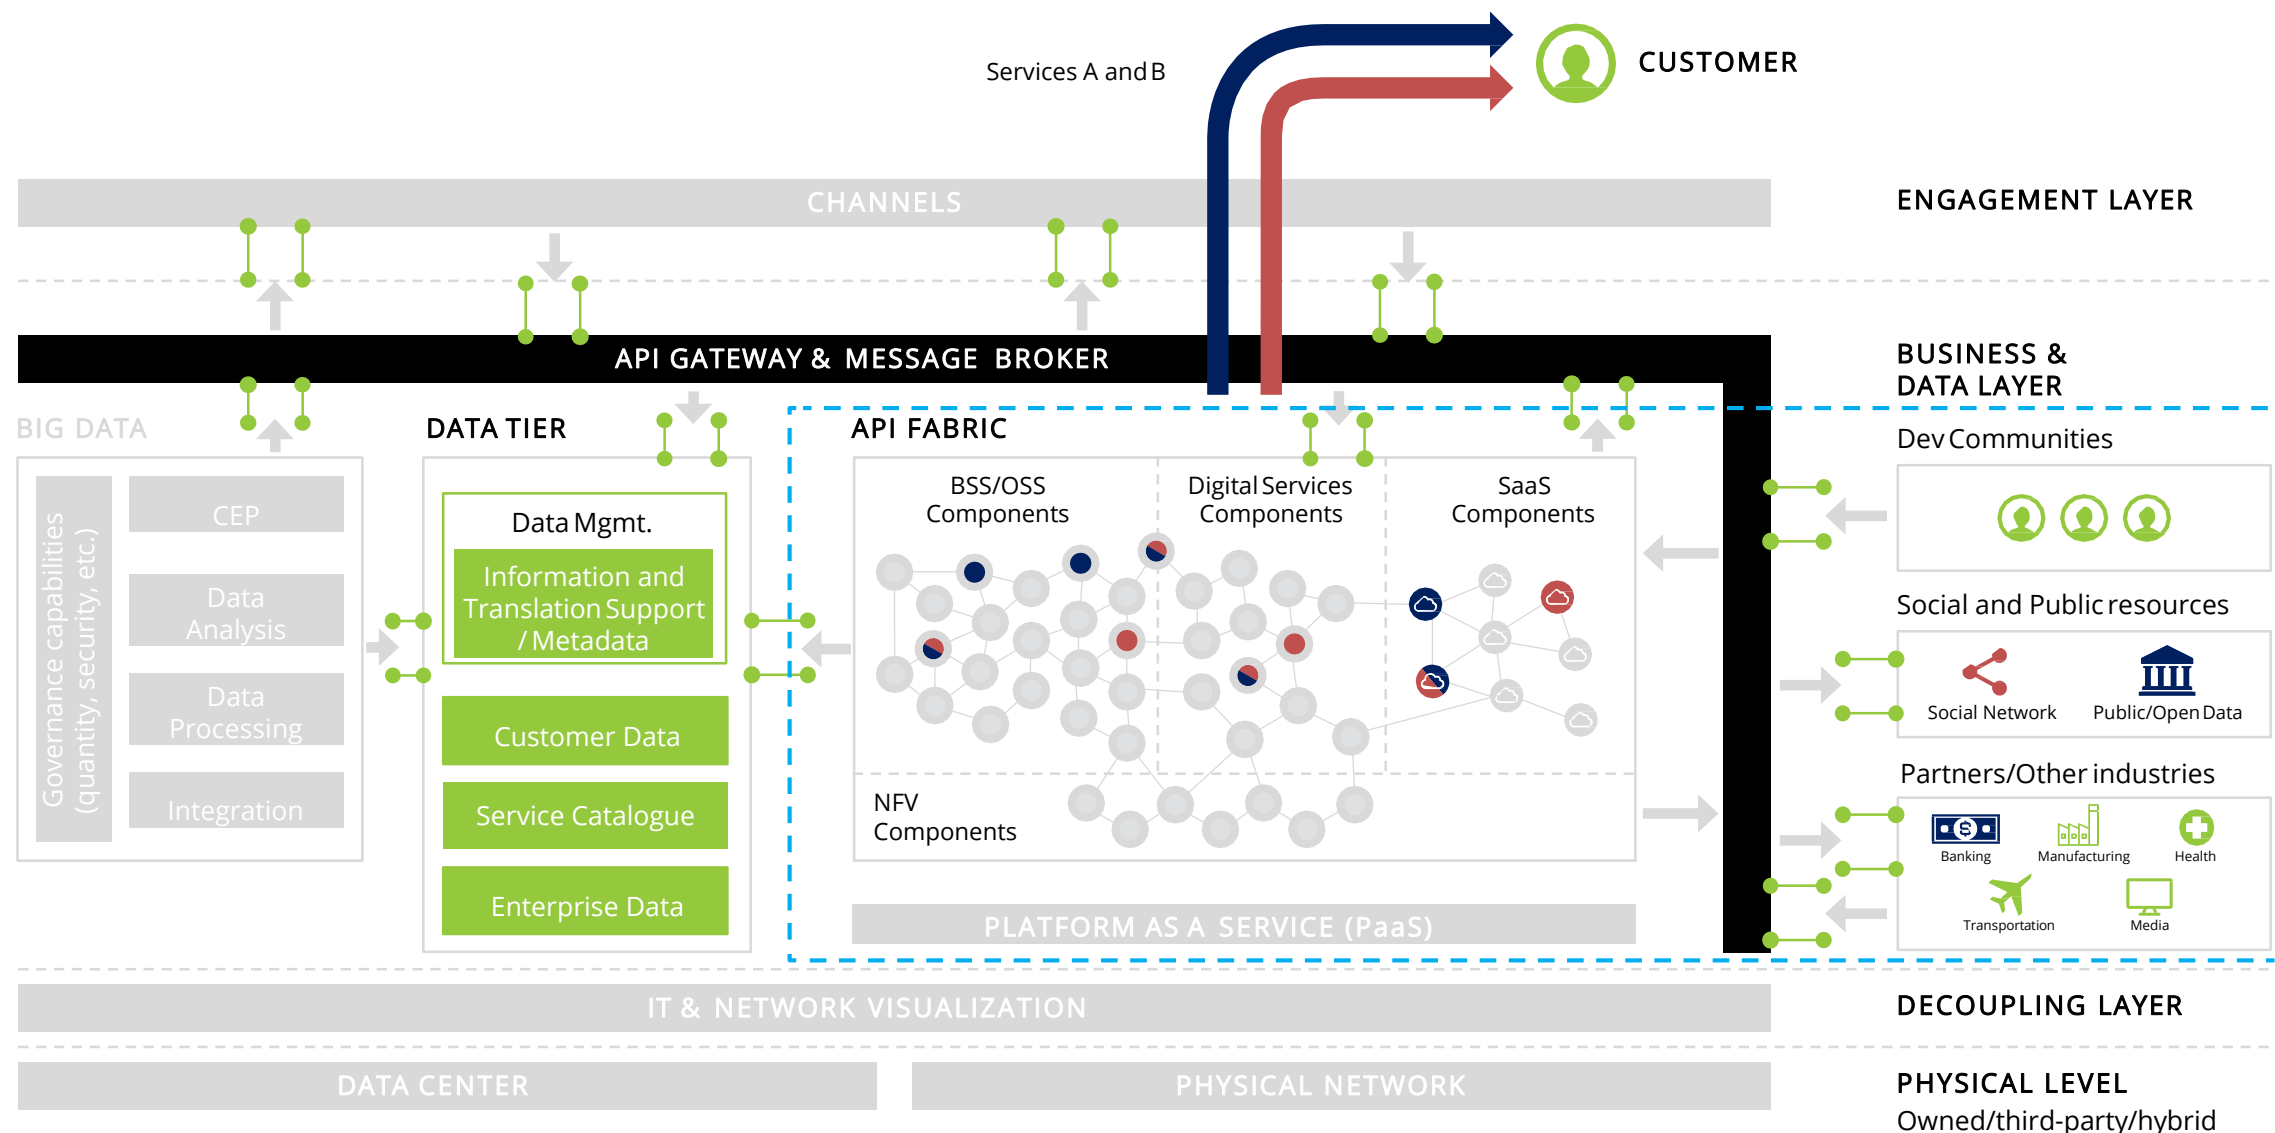 Services A and B
CUSTOMER
CHANNELS
ENGAGEMENT LAYER
API GATEWAY & MESSAGE BROKER
BUSINESS &
DATA LAYER
BIG DATA
Governance capabilities
(quantity, security, etc.)
CEP
Data
Analysis
Data
Processing
Integration
DATA TIER
Data Mgmt.
Information and
Translation Support
/ Metadata
Customer Data
Service Catalogue
Enterprise Data
API FABRIC
BSS/OSS
Components
Digital Services
Components
SaaS
Components
NFV
Components
PLATFORM AS A SERVICE (PaaS)
Dev Communities
Social and Public resources
Social Network
Public/Open Data
Partners/Other industries
Banking
Manufacturing
Health
Transportation
Media
IT & NETWORK VISUALIZATION
DECOUPLING LAYER
DATA CENTER
PHYSICAL NETWORK
PHYSICAL LEVEL
Owned/third-party/hybrid